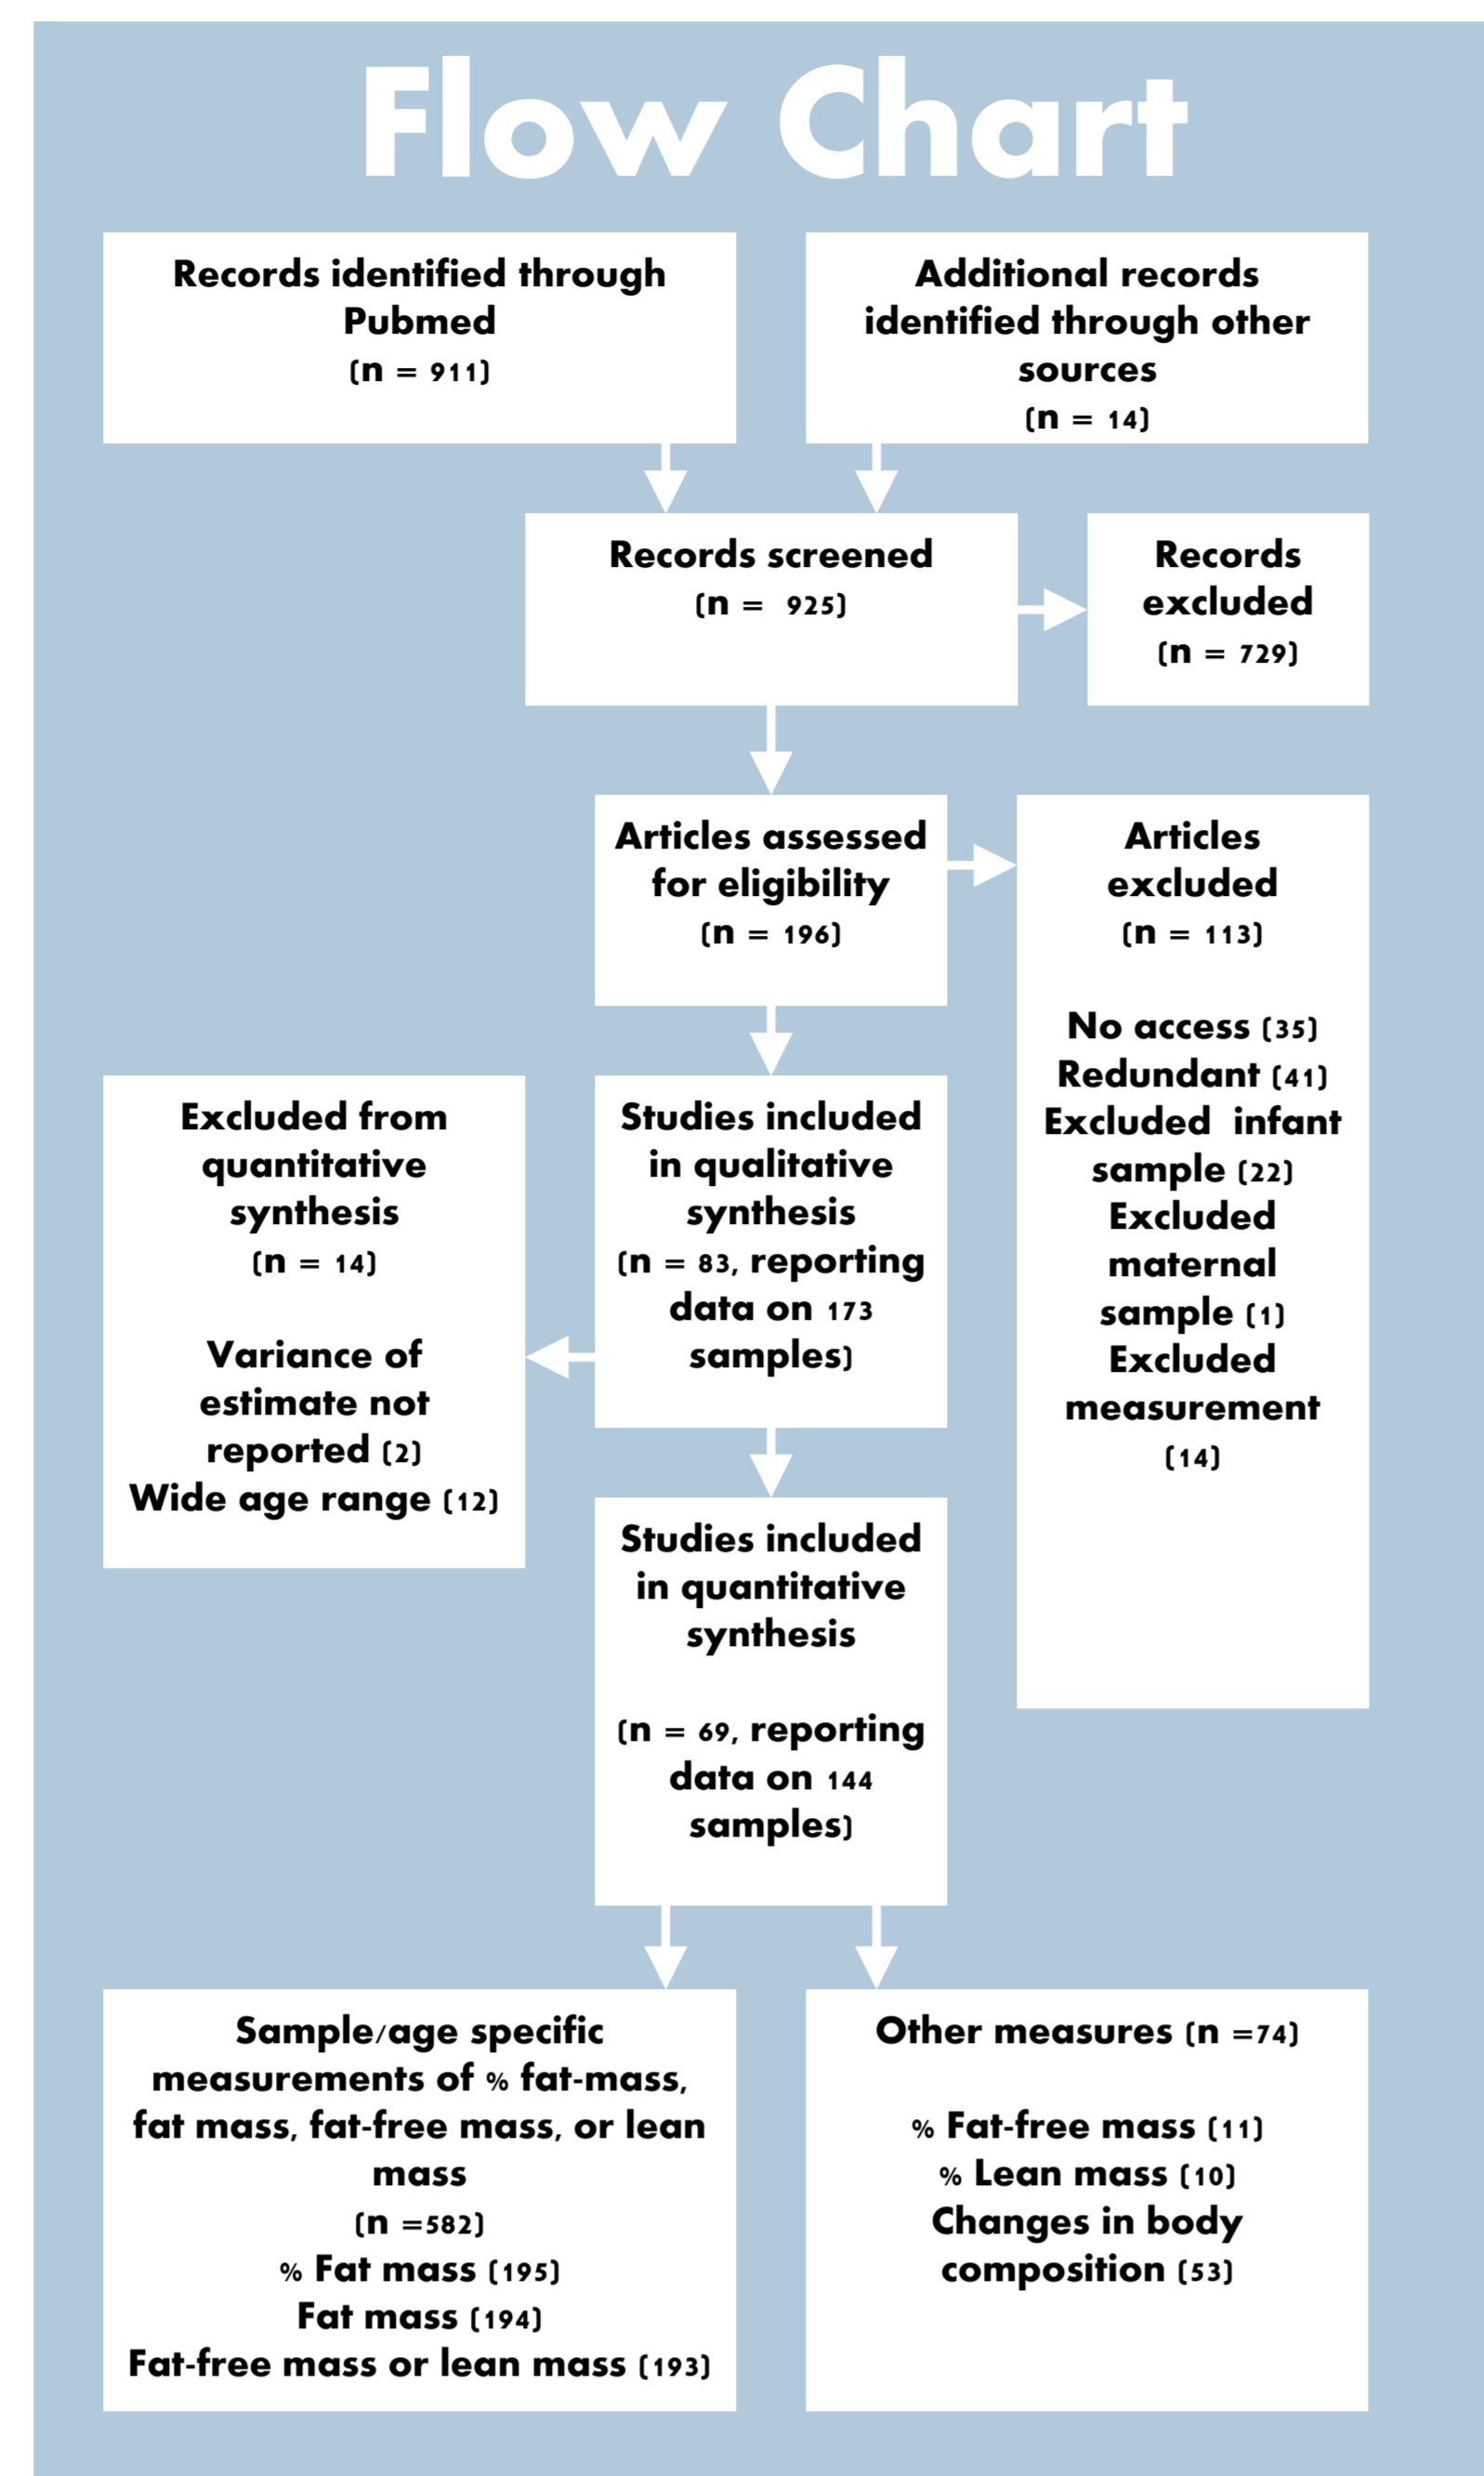 Flow Chart
Records identified through
Pubmed
(n = 911)
Additional records
identified through other
sources
(n = 14)
Records screened
(n = 925)
Records
excluded
(n = 729)
Articles assessed
for eligibility
(n = 196)
Articles
excluded
(n = 113)
No access (35)
Redundant (41)
Excluded infant
sample (22)
Excluded
maternal
sample (1)
Excluded
measurement
(14)
Excluded from
quantitative
synthesis
(n = 14)
Variance of
estimate not
reported (2)
Wide age range (12)
Studies included
in qualitative
synthesis
(n = 83, reporting
data on 173
samples)
Studies included
in quantitative
synthesis
(n = 69, reporting
data on 144
samples)
Sample/age specific
measurements of % fat-mass,
fat mass, fat-free mass, or lean
mass
(n =582)
% Fat mass (195)
Fat mass (194)
Fat-free mass or lean mass (193)
Other measures (n =74)
% Fat-free mass (11)
% Lean mass (10)
Changes in body
composition (53)